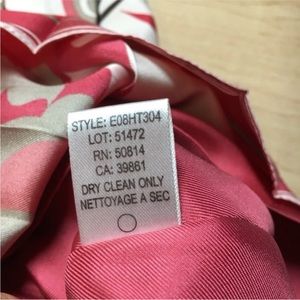 STYLE: E08HT304
LOT: 51472
RN: 50814
CA: 39861
DRY CLEAN ONLY
NETTOYAGE A SEC